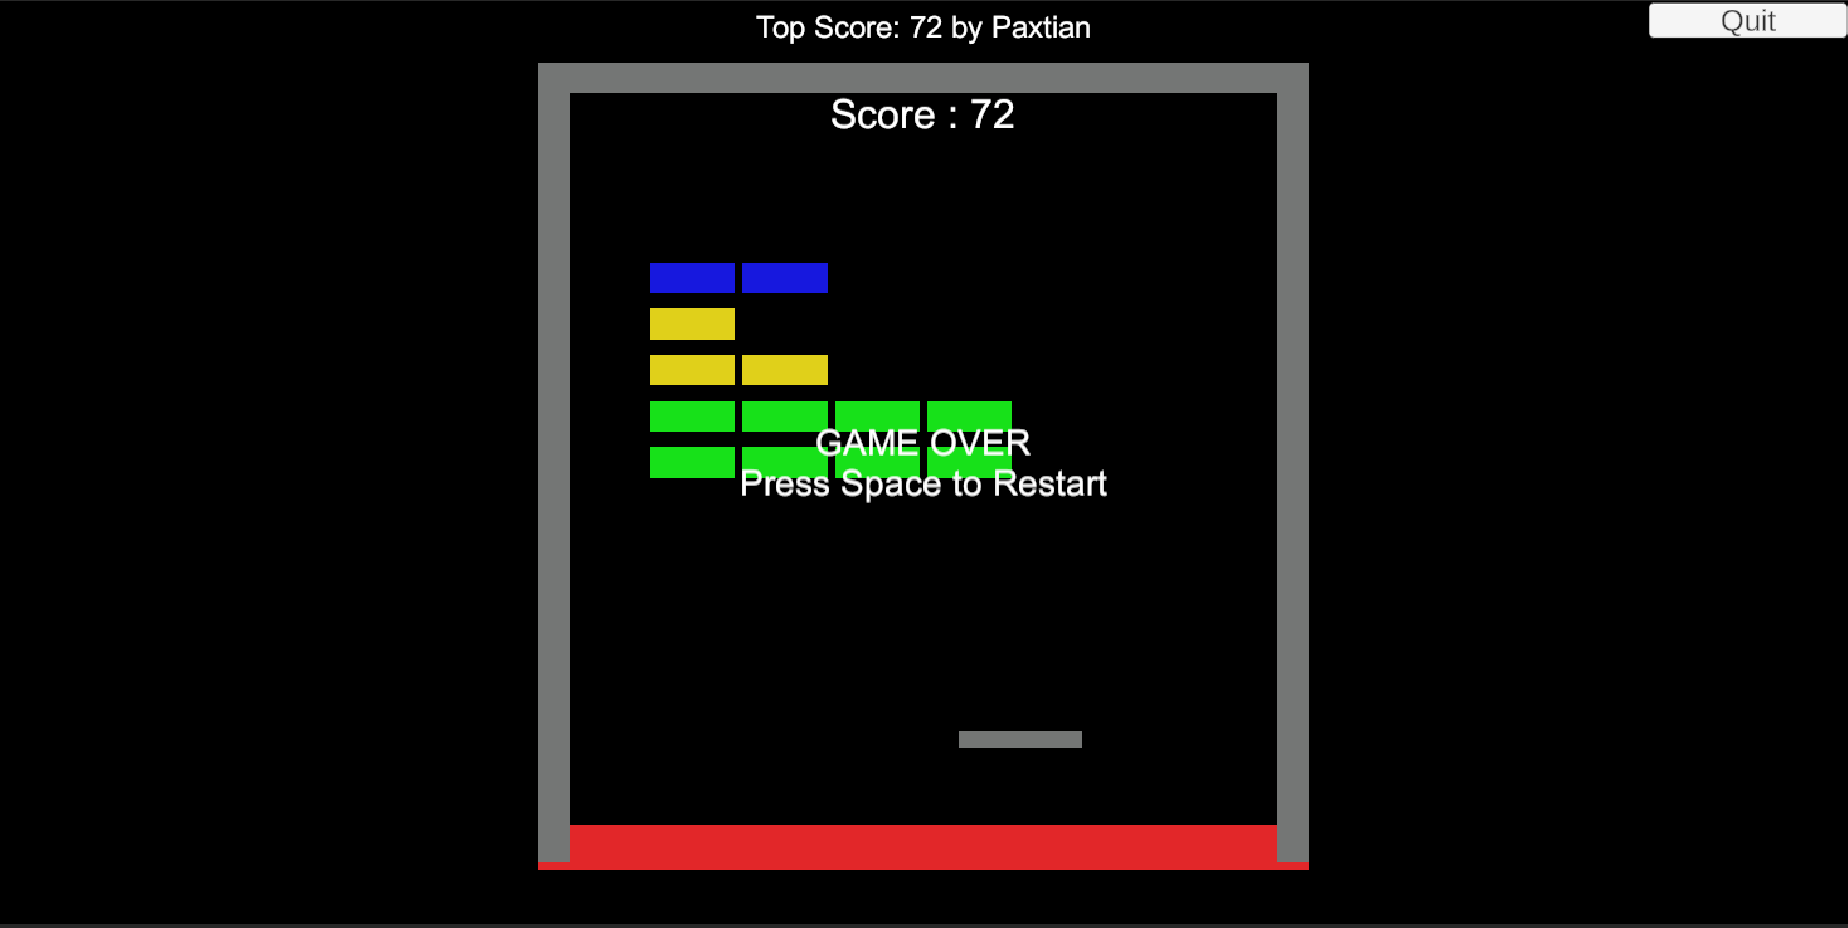 Top Score: 72 by Paxtian
Quit
Score : 72
GAME OVER
Press Space to Restart